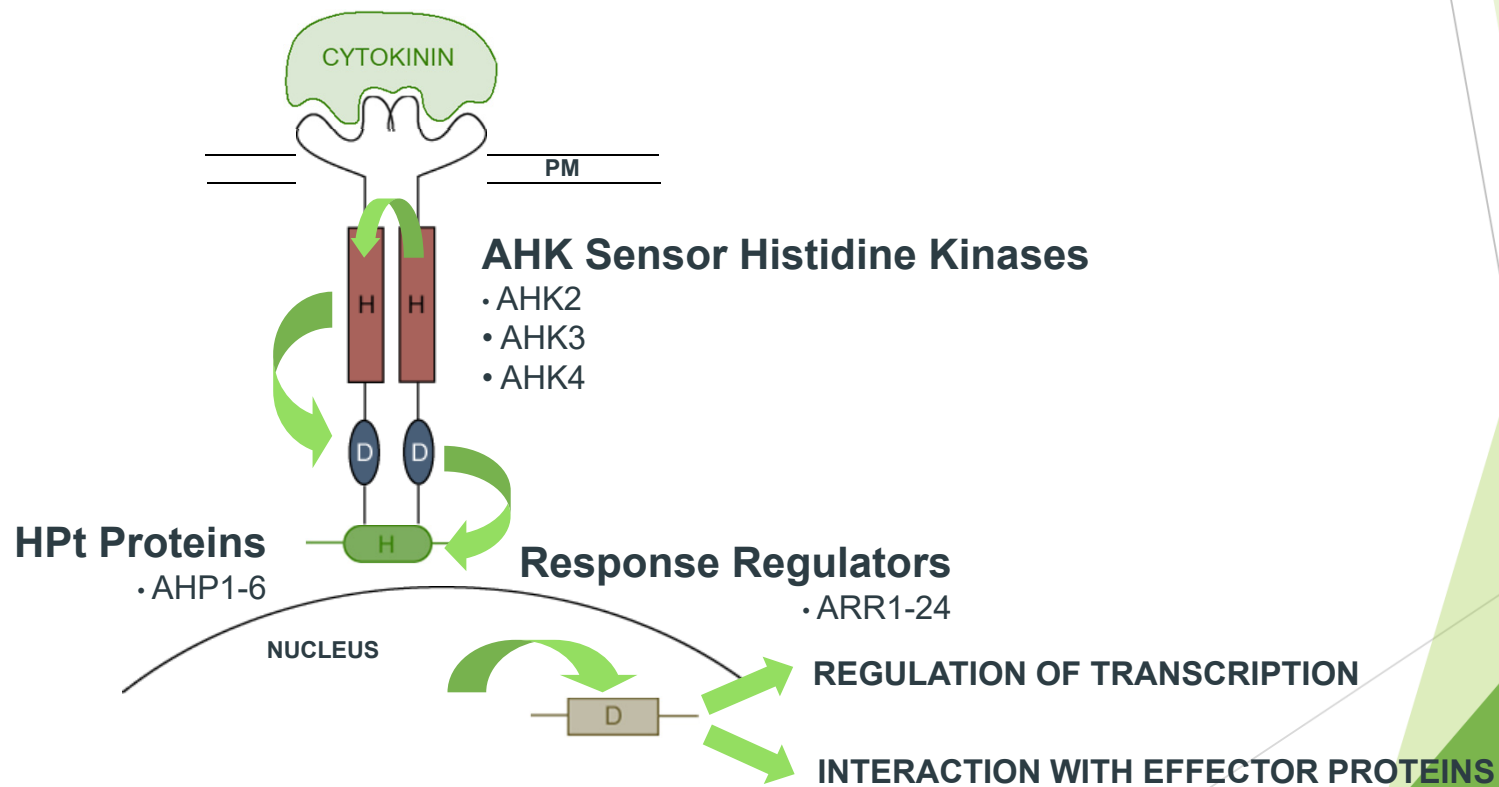 CYTOKININ
PM
AHK Sensor Histidine Kinases
• AHK2
• AHK3
• AHK4
H H
D D
H
HPt Proteins
• AHP1-6
Response Regulators
• ARR1-24
NUCLEUS
D
REGULATION OF TRANSCRIPTION
INTERACTION WITH EFFECTOR PROTEINS